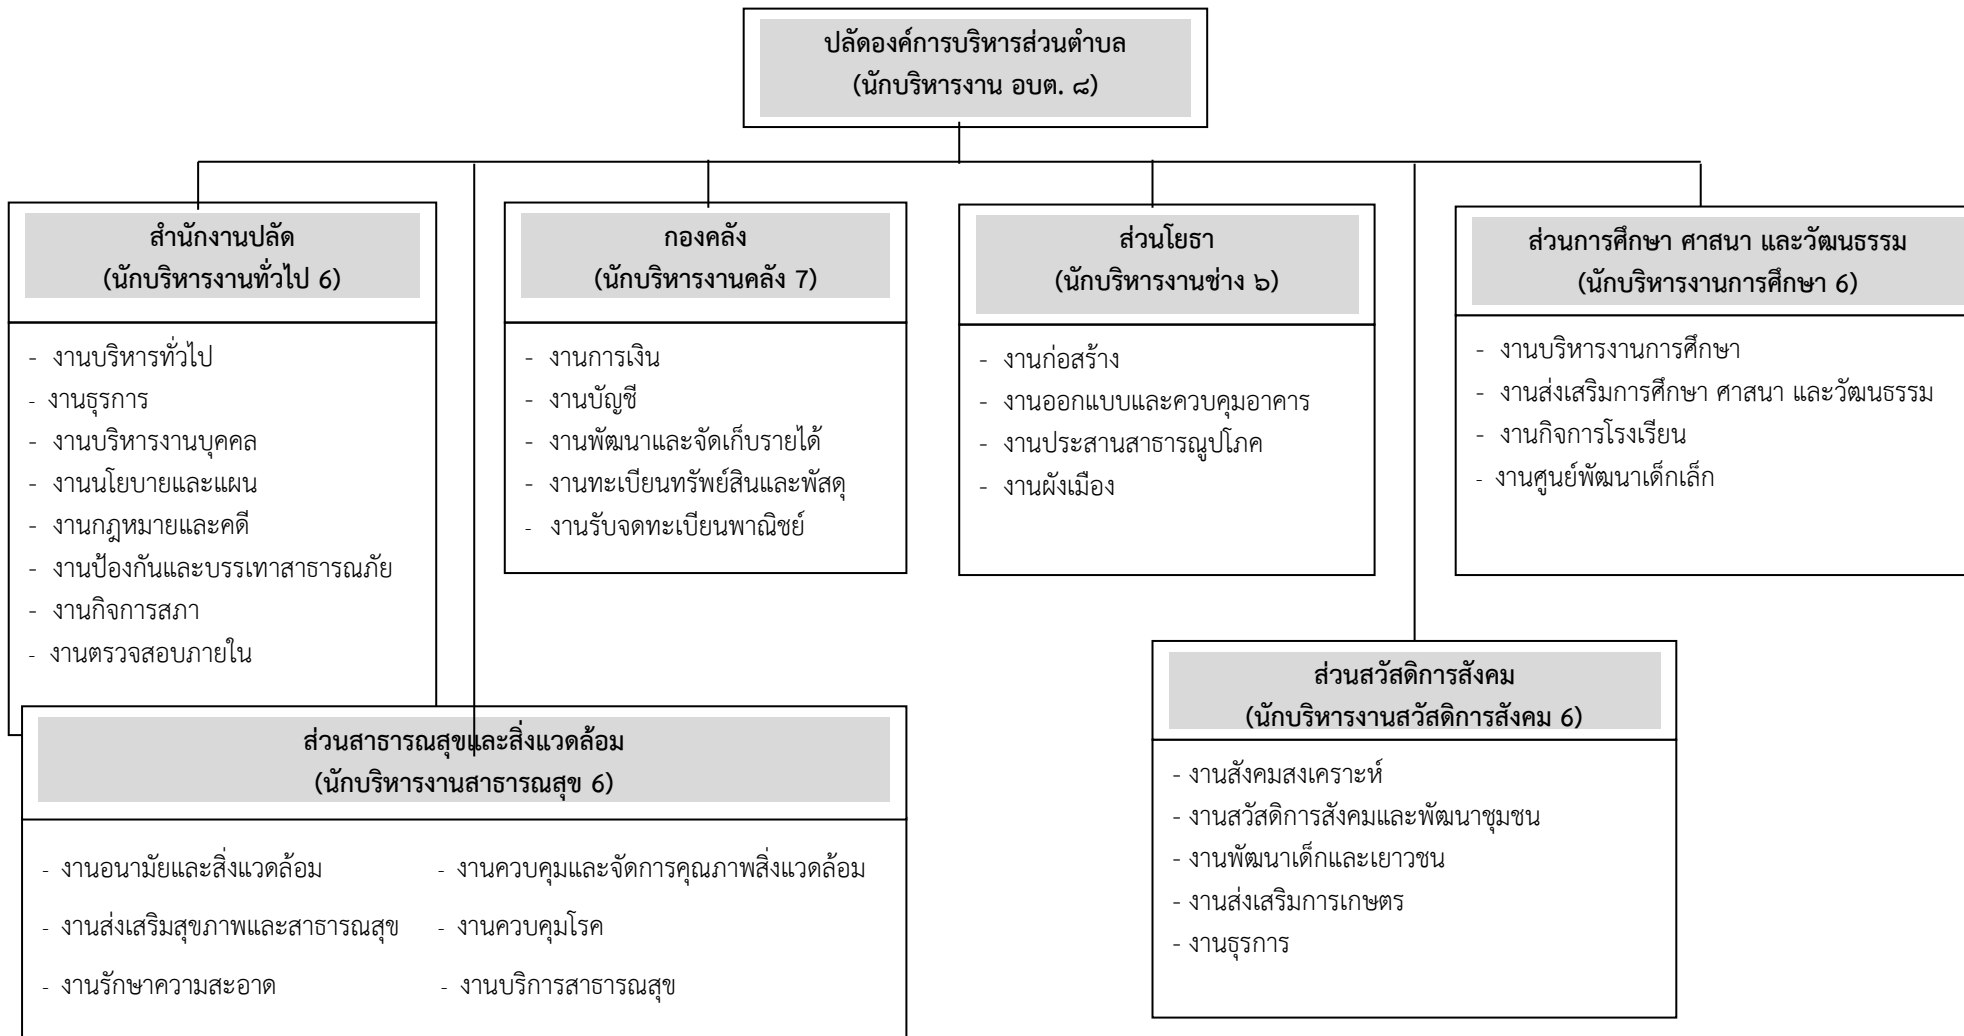 ปลัดองค์การบริหารส่วนตำบล
(นักบริหารงาน อบต. ๘)
สำนักงานปลัด
(นักบริหารงานทั่วไป 6)
- งานบริหารทั่วไป
- งานธุรการ
- งานบริหารงานบุคคล
- งานนโยบายและแผน
- งานกฎหมายและคดี
- งานป้องกันและบรรเทาสาธารณภัย
- งานกิจการสภา
- งานตรวจสอบภายใน
กองคลัง
(นักบริหารงานคลัง 7)
- งานการเงิน
- งานบัญชี
- งานพัฒนาและจัดเก็บรายได้
- งานทะเบียนทรัพย์สินและพัสดุ
- งานรับจดทะเบียนพาณิชย์
ส่วนโยธา
(นักบริหารงานช่าง ๖)
- งานก่อสร้าง
- งานออกแบบและควบคุมอาคาร
- งานประสานสาธารณูปโภค
- งานผังเมือง
ส่วนการศึกษา ศาสนา และวัฒนธรรม
(นักบริหารงานการศึกษา 6)
- งานบริหารงานการศึกษา
- งานส่งเสริมการศึกษา ศาสนา และวัฒนธรรม
- งานกิจการโรงเรียน
- งานศูนย์พัฒนาเด็กเล็ก
ส่วนสาธารณสุขและสิ่งแวดล้อม
(นักบริหารงานสาธารณสุข 6)
- งานอนามัยและสิ่งแวดล้อม
- งานส่งเสริมสุขภาพและสาธารณสุข
- งานรักษาความสะอาด
- งานควบคุมและจัดการคุณภาพสิ่งแวดล้อม
- งานควบคุมโรค
- งานบริการสาธารณสุข
ส่วนสวัสดิการสังคม
(นักบริหารงานสวัสดิการสังคม 6)
- งานสังคมสงเคราะห์
- งานสวัสดิการสังคมและพัฒนาชุมชน
- งานพัฒนาเด็กและเยาวชน
- งานส่งเสริมการเกษตร
- งานธุรการ